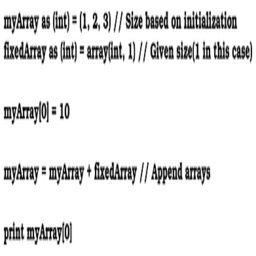 myArray as (int) = (1, 2, 3) // Size based on initialization
fixedArray as (int) = array(int, 1) // Given size(1 in this case)
myArray[0] = 10
myArray = myArray + fixedArray // Append arrays
print myArray[0]